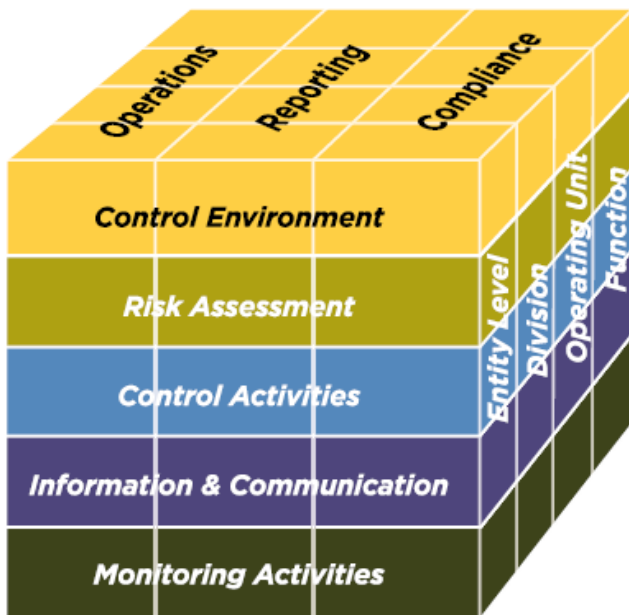 Operations
Reporting
Compliance
Control Environment
Risk Assessment
Control Activities
Information & Communication
Monitoring Activities
Entity Level
Division
Operating Unit
Function